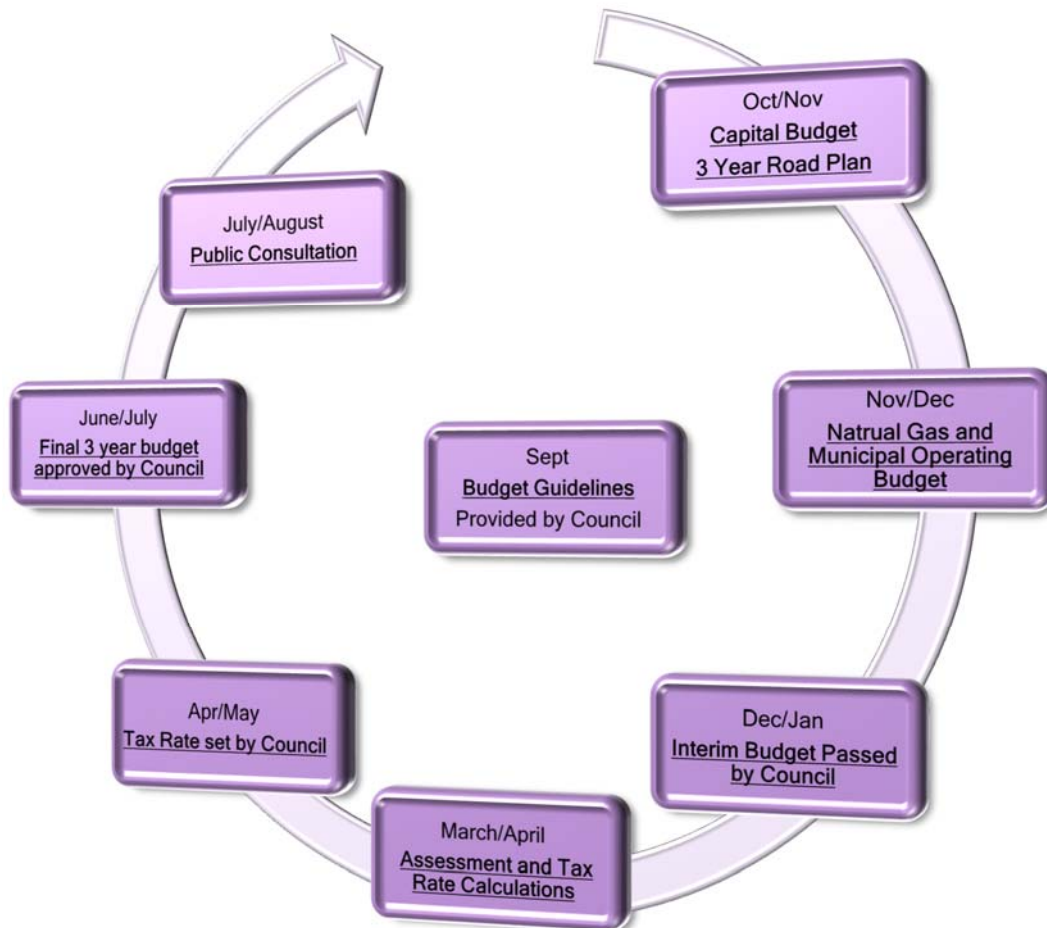 Oct/Nov
Capital Budget
3 Year Road Plan
Nov/Dec
Natrual Gas and
Municipal Operating
Budget
Dec/Jan
Interim Budget Passed
by Council
March/April
Assessment and Tax
Rate Calculations
Apr/May
Tax Rate set by Council
June/July
Final 3 year budget
approved by Council
July/August
Public Consultation
Sept
Budget Guidelines
Provided by Council